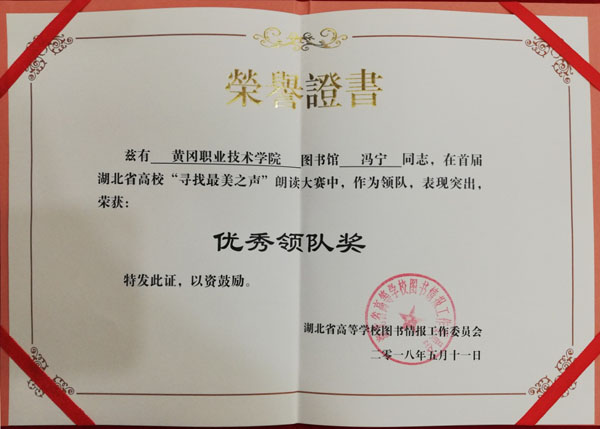 榮譽證書
兹有 黄冈职业技术学院 图书馆 冯宁 同志，在首届
湖北省高校“寻找最美之声”朗读大赛中，作为领队，表现突出，
荣获：
优秀领队奖
特发此证，以资鼓励。
湖北省高等学校图书情报工作委员会
二零一八年五月十一日